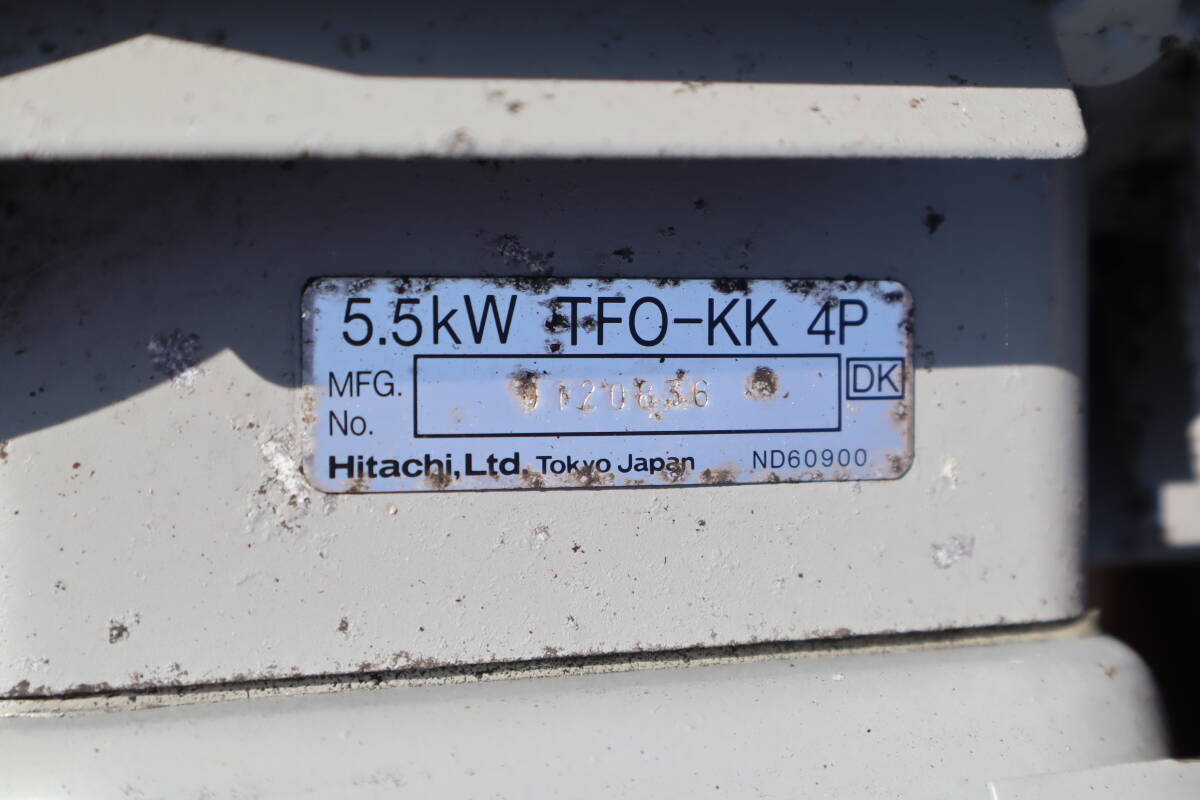 5.5kW TFO-KK 4P
MFG. No. DK
Hitachi,Ltd. Tokyo Japan ND60900